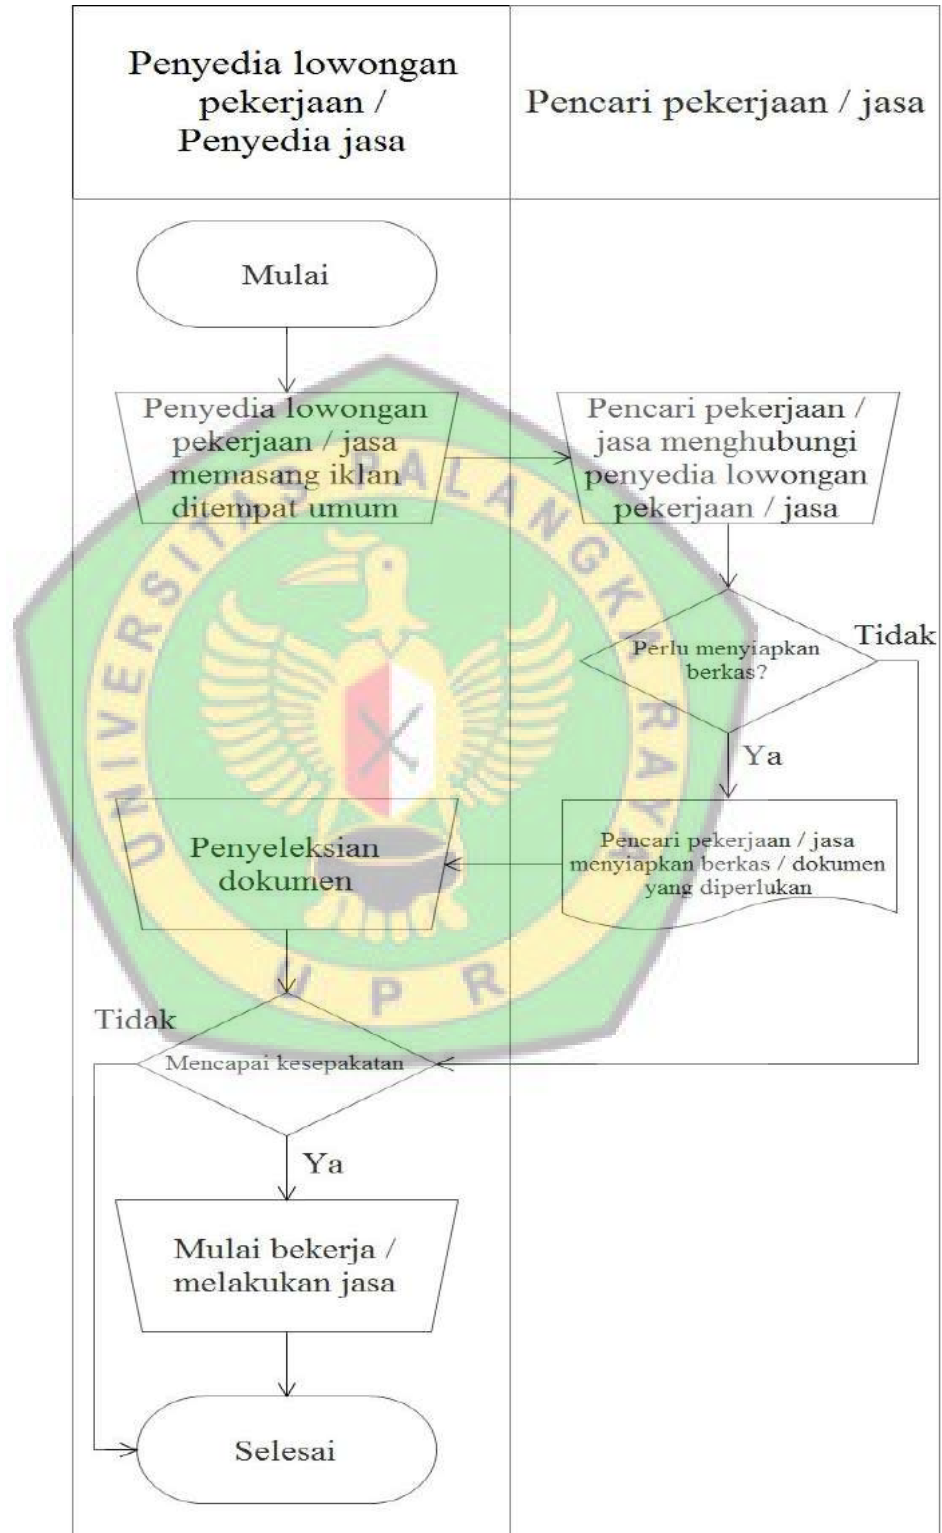 Penyedia lowongan
pekerjaan /
Penyedia jasa
Pencari pekerjaan / jasa
Mulai
Penyedia lowongan
pekerjaan / jasa
memasang iklan
ditempat umum
Pencari pekerjaan /
jasa menghubungi
penyedia lowongan
pekerjaan / jasa
Perlu menyiapkan
berkas?
Tidak
Ya
Pencari pekerjaan / jasa
menyiapkan berkas / dokumen
yang diperlukan
Penyeleksian
dokumen
Tidak
Mencapai kesepakatan
Ya
Mulai bekerja /
melakukan jasa
Selesai
UNIVERSITAS PALANGKA RAYA
UPR